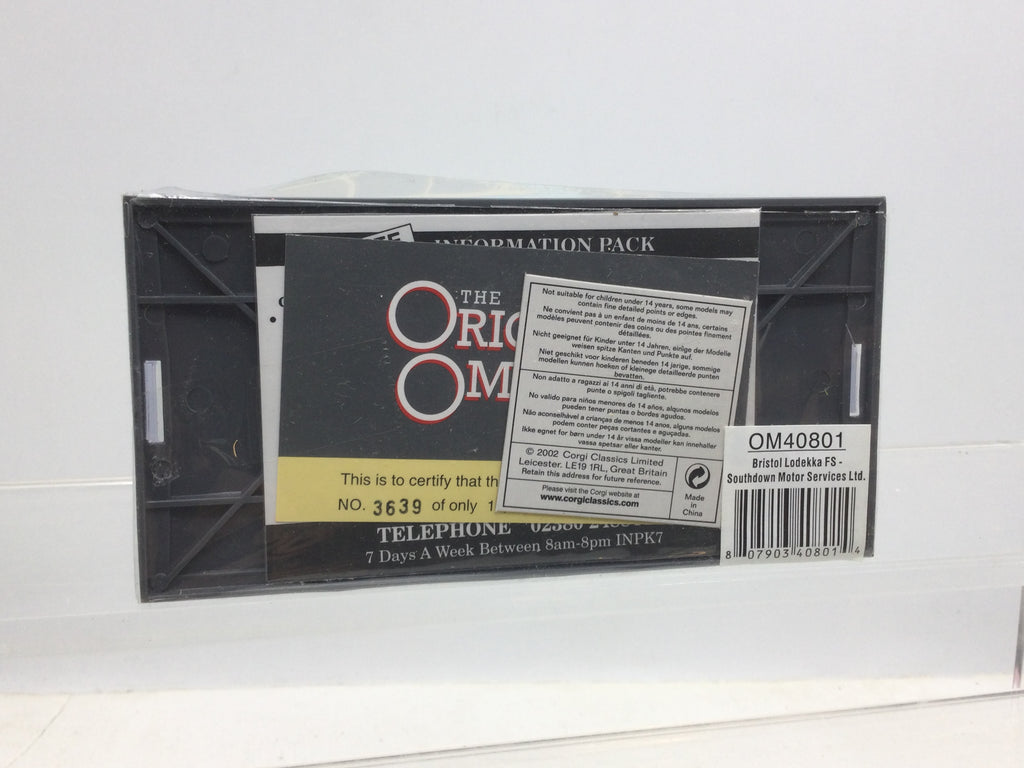 INFORMATION PACK
THE
ORIG
OM
This is to certify that th
NO. 3639 of only 1
TELEPHONE
7 Days A Week Between 8am-8pm INPK7
Not suitable for children under 14 years, some models may
contain fine detailed points or edges.
Ne convient pas à un enfant de moins de 14 ans, certains
modèles peuvent contenir des coins ou des pointes finament
détaillées.
Nicht geeignet für Kinder unter 14 Jahren, einige der Modelle
weisen spitze Kanten und Punkte auf.
Niet geschikt voor kinderen beneden 14 jerige, sommige
modellen kunnen hoeken of kleinege detailleerde punten
bevatten.
Non adatto a ragazzi ai 14 anni di età, potrebbe contenere
punte o spigoli tagliente.
No valido para niños menores de 14 años, algunos modelos
pueden tener puntas o bordes agudos.
Não aconselhável a crianças de menos 14 anos, alguns modelos
podem conter peças cortantes e aguçadas.
Ikke egnet for børn under 14 år vissa modeller kan innehaller
vassa spetsar eller kanter.
© 2002 Corgi Classics Limited
Leicester. LE19 1RL, Great Britain
Retain this address for future reference.
Please visit the Corgi website at
www.corgiclassics.com
Made
in
China
OM40801
Bristol Lodekka FS -
Southdown Motor Services Ltd.
8 07903 40801 4